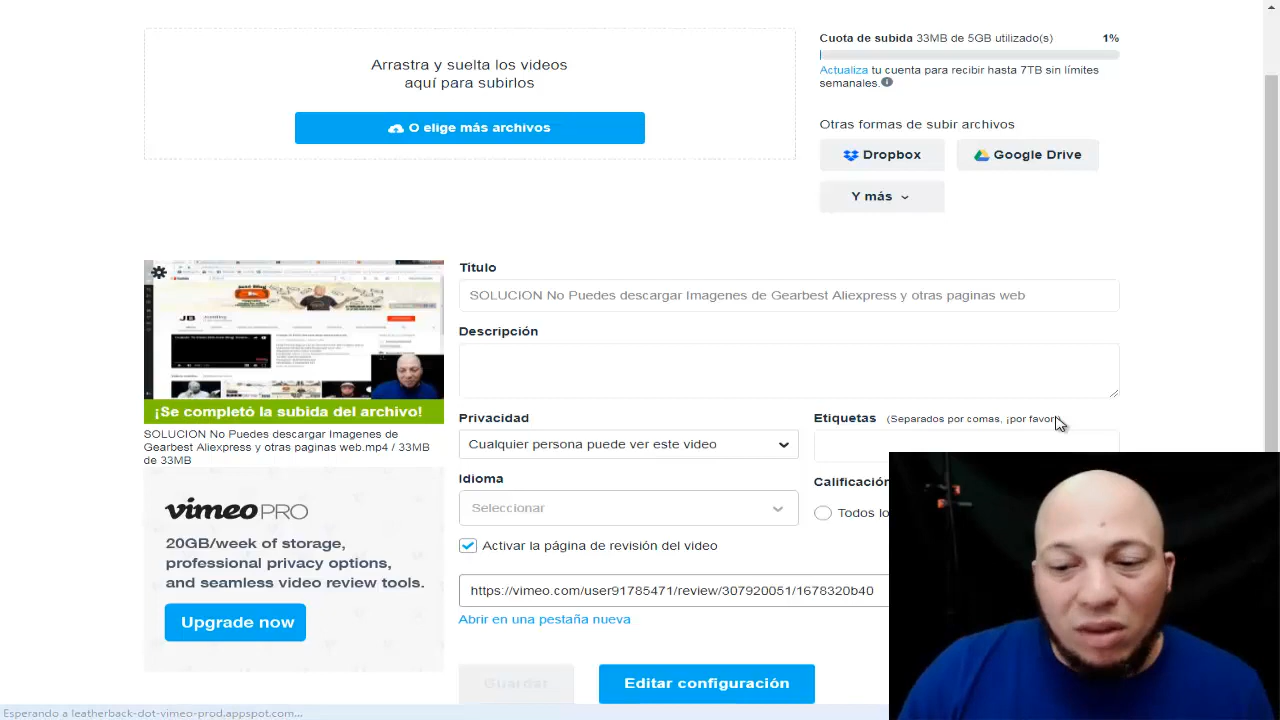 Arrastra y suelta los videos
aquí para subirlos
O elige más archivos
Cuota de subida 33MB de 5GB utilizado(s) 1%
Actualiza tu cuenta para recibir hasta 7TB sin límites
semanales.
Otras formas de subir archivos
Dropbox
Google Drive
Y más
¡Se completó la subida del archivo!
SOLUCION No Puedes descargar Imagenes de
Gearbest Aliexpress y otras paginas web.mp4 / 33MB
de 33MB
Título
SOLUCION No Puedes descargar Imagenes de Gearbest Aliexpress y otras paginas web
Descripción
Privacidad
Cualquier persona puede ver este video
Etiquetas (Separados por comas, ¡por favor!)
Idioma
Seleccionar
Calificación
Todos lo
Activar la página de revisión del video
https://vimeo.com/user91785471/review/307920051/1678320b40
Abrir en una pestaña nueva
Guardar
Editar configuración
vimeo PRO
20GB/week of storage,
professional privacy options,
and seamless video review tools.
Upgrade now
Esperando a leatherback-dot-vimeo-prod.appspot.com...